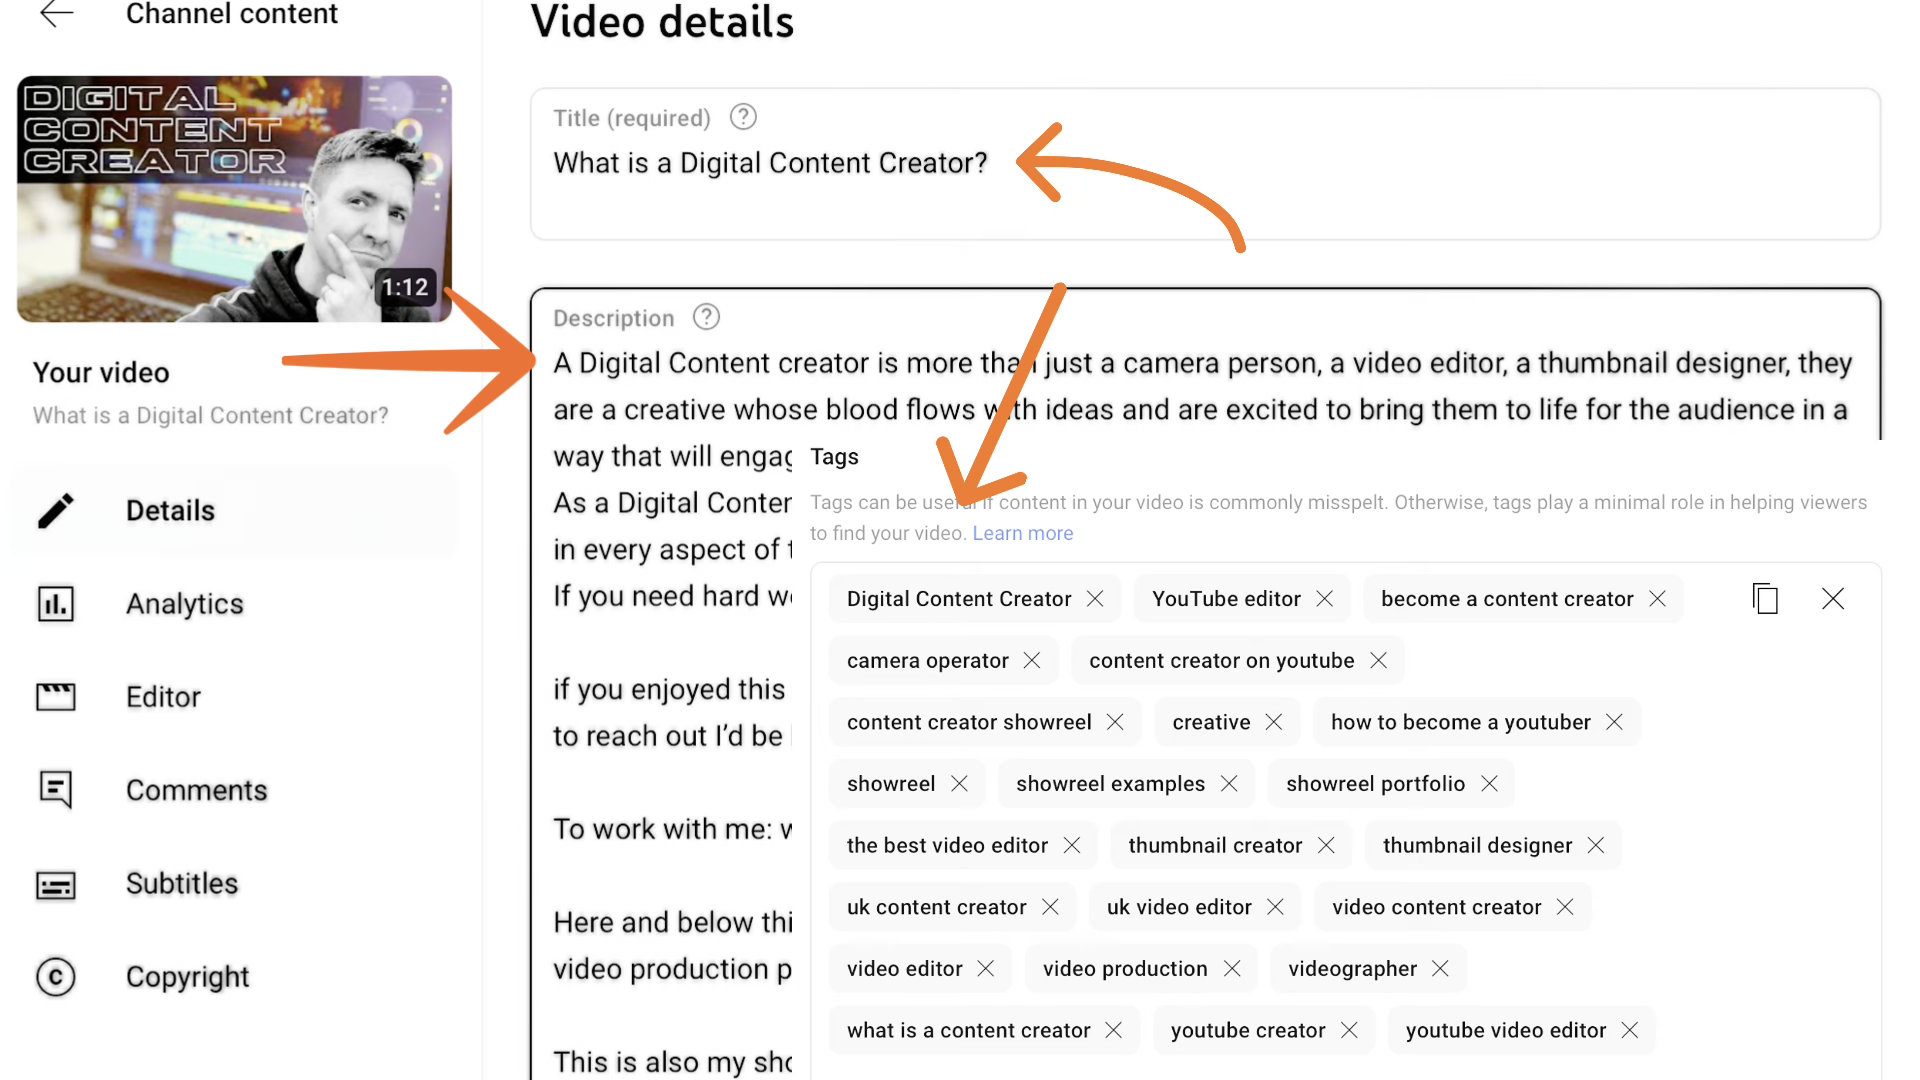 Channel content
DIGITAL
CONTENT
CREATOR
1:12
Your video
What is a Digital Content Creator?
Details
Analytics
Editor
Comments
Subtitles
Copyright
Video details
Title (required)
What is a Digital Content Creator?
Description
A Digital Content creator is more than just a camera person, a video editor, a thumbnail designer, they
are a creative whose blood flows with ideas and are excited to bring them to life for the audience in a
way that will
As a Digital
in every aspect of
If you need hard
if you enjoyed this
to reach out I'd be
To work with me:
Here and below
video production
This is also my
Tags
Tags can be useful if content in your video is commonly misspelt. Otherwise, tags play a minimal role in helping viewers
to find your video. Learn more
Digital Content Creator YouTube editor become a content creator
camera operator content creator on youtube
content creator showreel creative how to become a youtuber
showreel showreel examples showreel portfolio
the best video editor thumbnail creator thumbnail designer
uk content creator uk video editor video content creator
video editor video production videographer
what is a content creator youtube creator youtube video editor